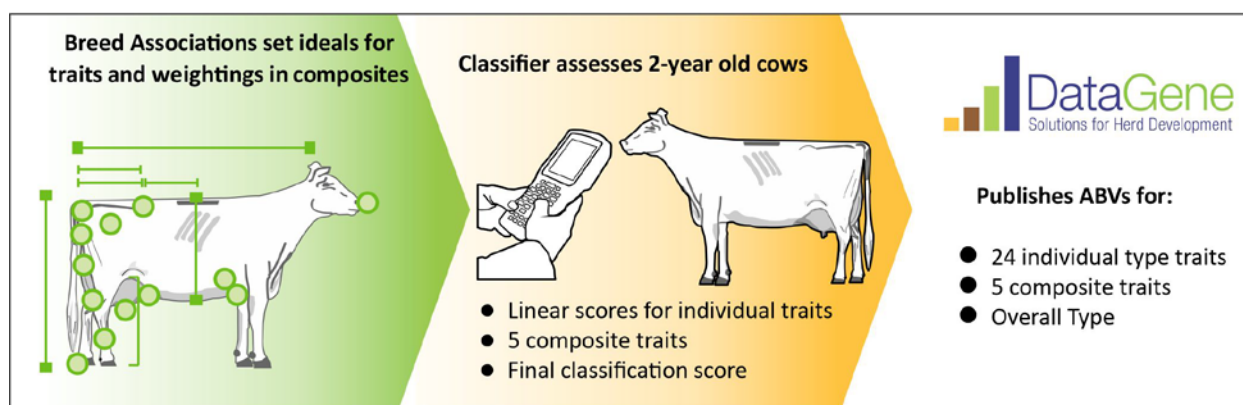 Breed Associations set ideals for
traits and weightings in composites
Classifier assesses 2-year old cows
● Linear scores for individual traits
● 5 composite traits
● Final classification score
DataGene
Solutions for Herd Development
Publishes ABVs for:
● 24 individual type traits
● 5 composite traits
● Overall Type